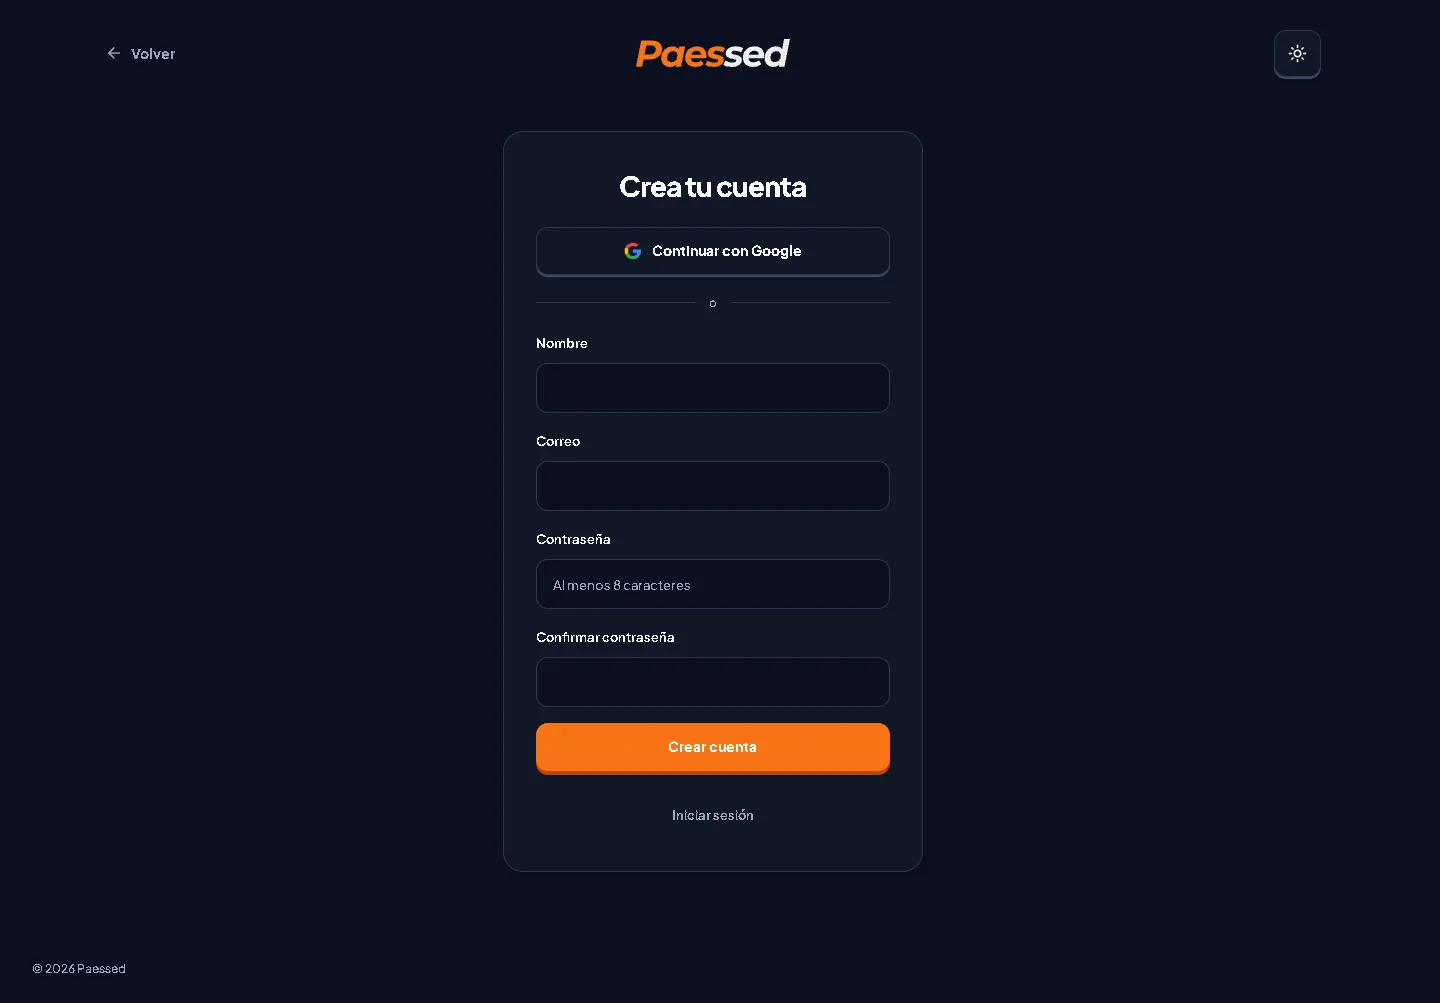 Volver
Paessed
Crea tu cuenta
Continuar con Google
o
Nombre
Correo
Contraseña
Al menos 8 caracteres
Confirmar contraseña
Crear cuenta
Iniciar sesión
© 2026 Paessed